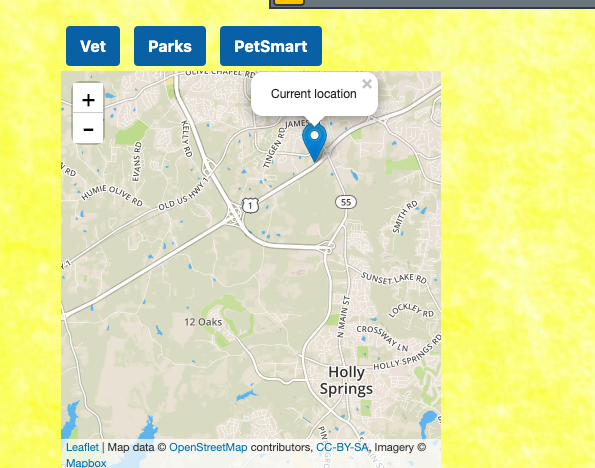 Vet
Parks
PetSmart
+
-
Current location
×
OLIVE CHAPEL RD
JAMES
KELLY RD
TINGEN RD
EVANS RD
HUMIE OLIVE RD
OLD US HWY 1
1
55
SMITH RD
SUNSET LAKE RD
LOCKLEY RD
N MAIN ST
CROSSWAY LN
HOLLY SPRINGS RD
12 Oaks
Holly
Springs
Leaflet | Map data © OpenStreetMap contributors, CC-BY-SA, Imagery ©
Mapbox